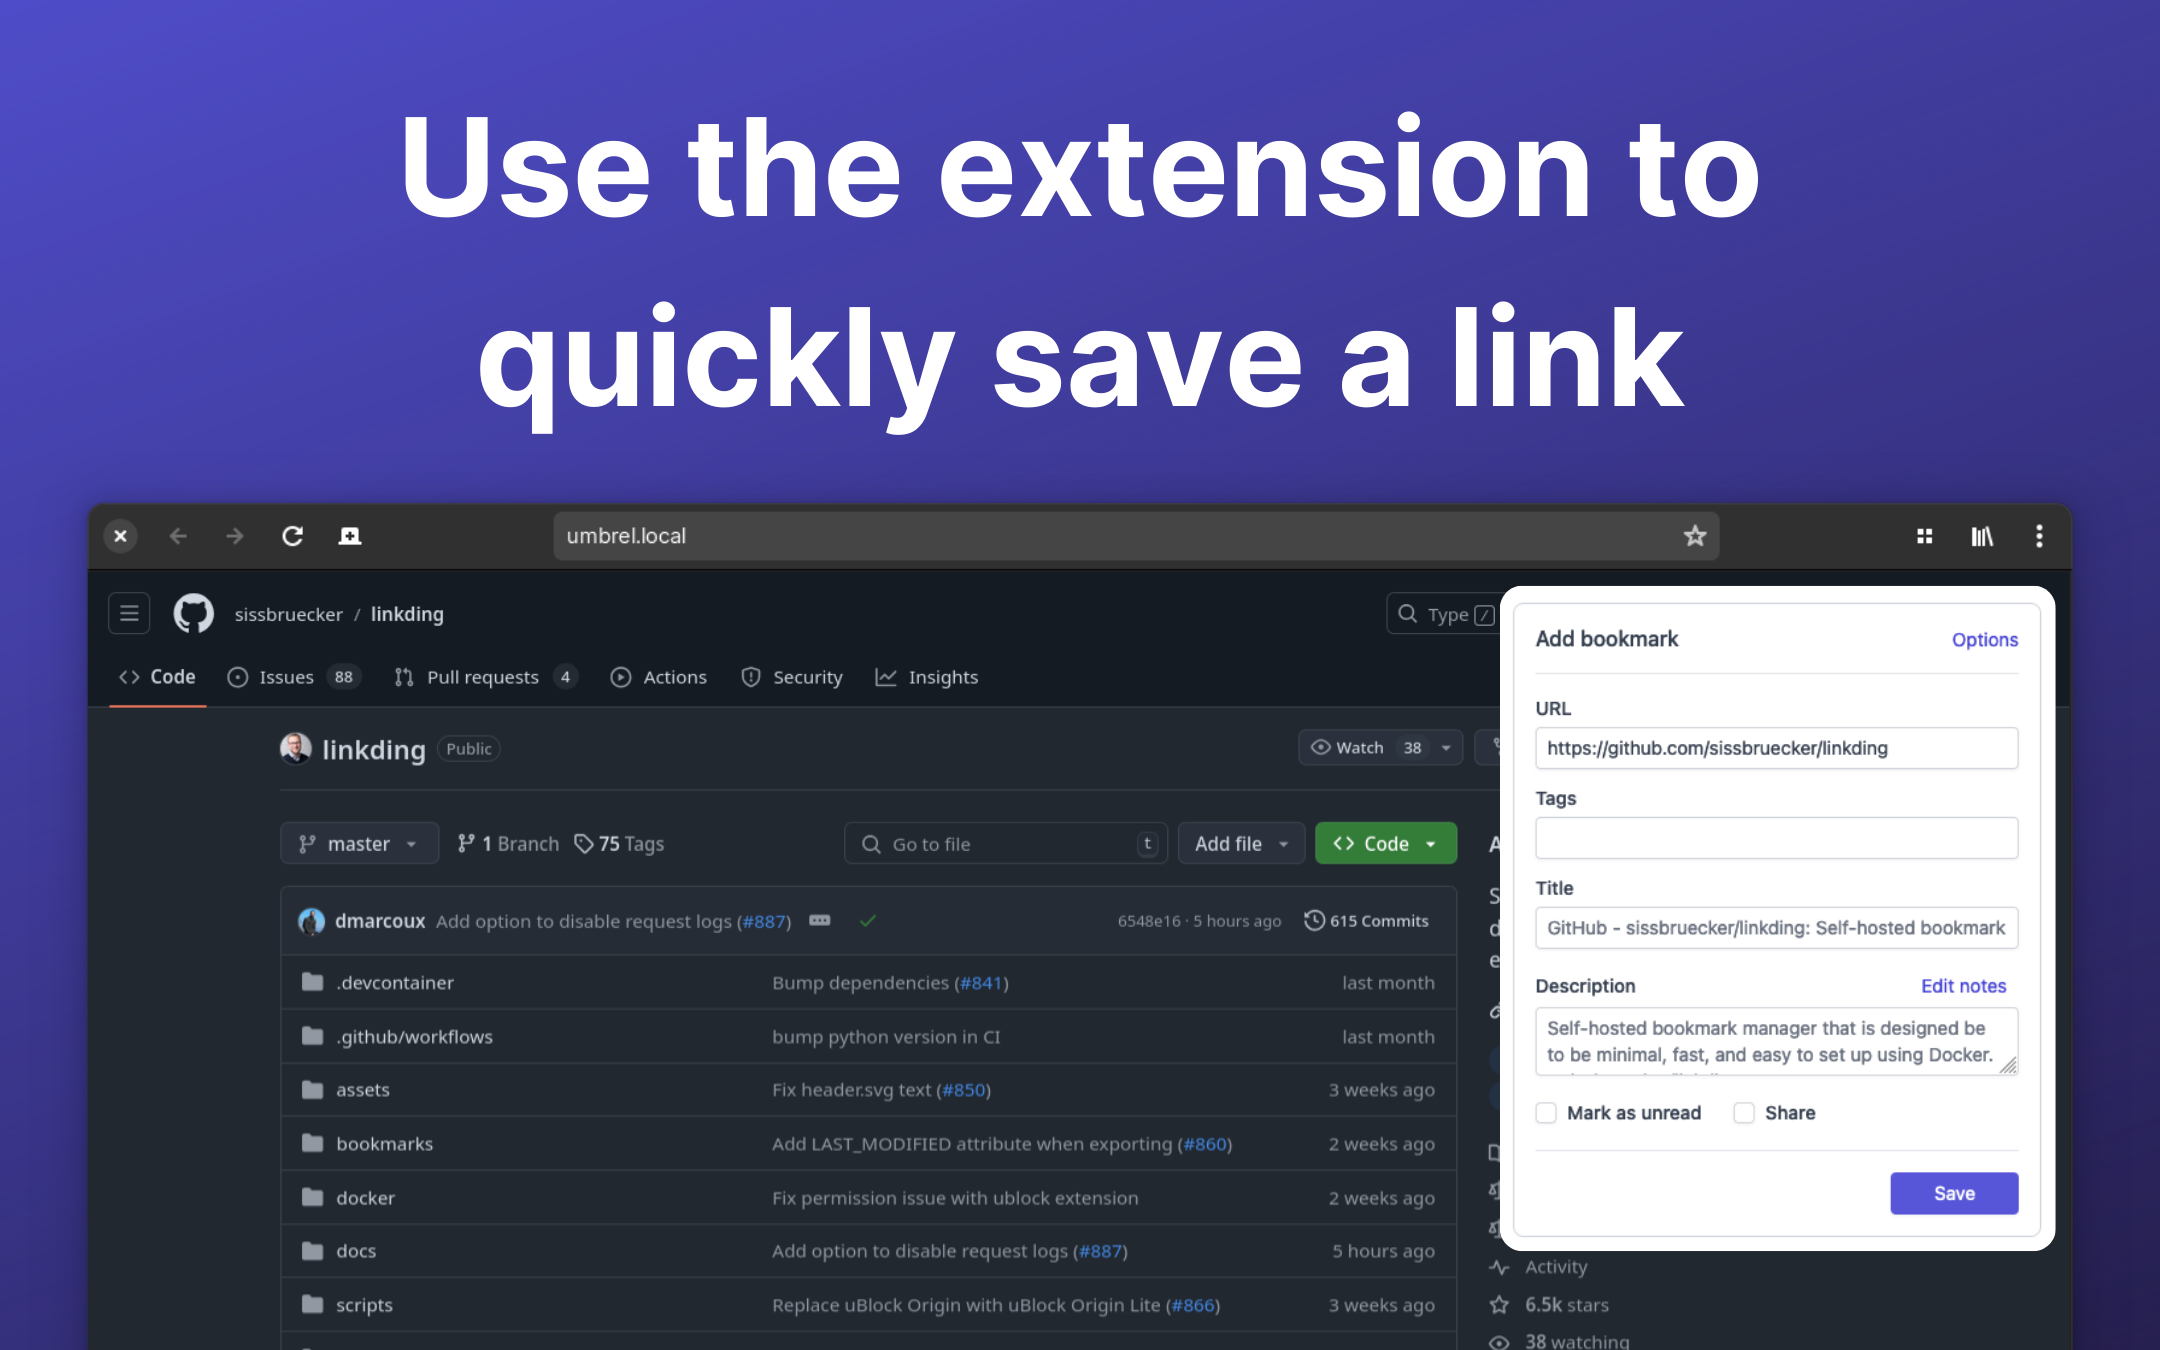 Use the extension to
quickly save a link
umbrel.local
sissbruecker / linkding
Type /
Code
Issues 88
Pull requests 4
Actions
Security
Insights
linkding Public
Watch 38
master
1 Branch
75 Tags
Go to file t
Add file
Code
dmarcoux Add option to disable request logs (#887)
6548e16 · 5 hours ago
615 Commits
.devcontainer Bump dependencies (#841) last month
.github/workflows bump python version in CI last month
assets Fix header.svg text (#850) 3 weeks ago
bookmarks Add LAST_MODIFIED attribute when exporting (#860) 2 weeks ago
docker Fix permission issue with ublock extension 2 weeks ago
docs Add option to disable request logs (#887) 5 hours ago
scripts Replace uBlock Origin with uBlock Origin Lite (#866) 3 weeks ago
Add bookmark Options
URL
https://github.com/sissbruecker/linkding
Tags
Title
GitHub - sissbruecker/linkding: Self-hosted bookmark
Description Edit notes
Self-hosted bookmark manager that is designed be
to be minimal, fast, and easy to set up using Docker.
Mark as unread Share
Save
Activity
6.5k stars
38 watching